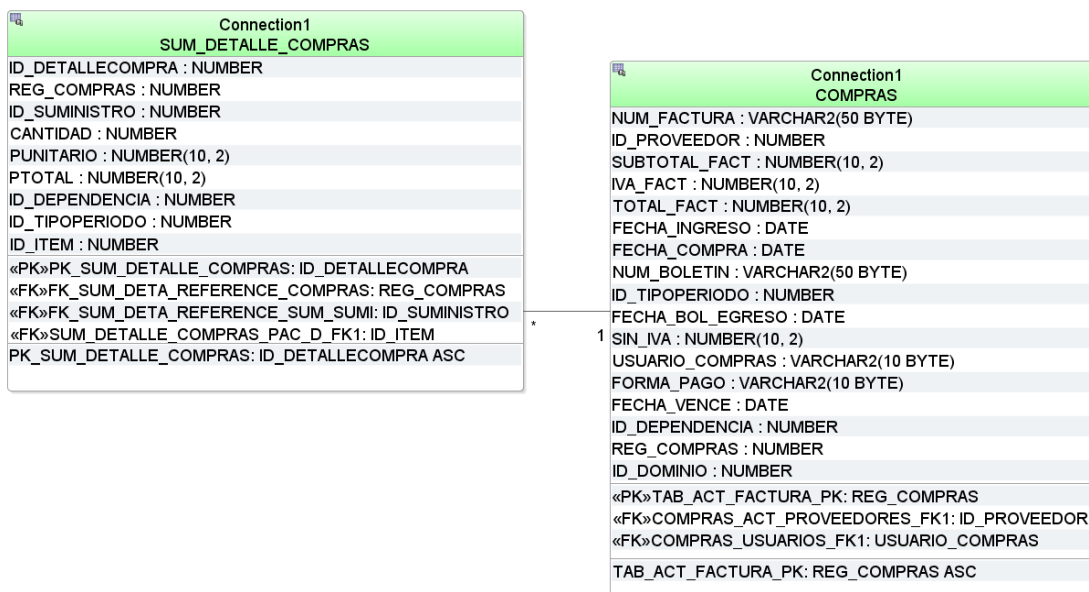 Connection1
SUM_DETALLE_COMPRAS
ID_DETALLECOMPRA : NUMBER
REG_COMPRAS : NUMBER
ID_SUMINISTRO : NUMBER
CANTIDAD : NUMBER
PUNITARIO : NUMBER(10, 2)
PTOTAL : NUMBER(10, 2)
ID_DEPENDENCIA : NUMBER
ID_TIPOPERIODO : NUMBER
ID_ITEM : NUMBER
«PK»PK_SUM_DETALLE_COMPRAS: ID_DETALLECOMPRA
«FK»FK_SUM_DETA_REFERENCE_COMPRAS: REG_COMPRAS
«FK»FK_SUM_DETA_REFERENCE_SUM_SUMI: ID_SUMINISTRO
«FK»SUM_DETALLE_COMPRAS_PAC_D_FK1: ID_ITEM
PK_SUM_DETALLE_COMPRAS: ID_DETALLECOMPRA ASC
*
1
Connection1
COMPRAS
NUM_FACTURA : VARCHAR2(50 BYTE)
ID_PROVEEDOR : NUMBER
SUBTOTAL_FACT : NUMBER(10, 2)
IVA_FACT : NUMBER(10, 2)
TOTAL_FACT : NUMBER(10, 2)
FECHA_INGRESO : DATE
FECHA_COMPRA : DATE
NUM_BOLETIN : VARCHAR2(50 BYTE)
ID_TIPOPERIODO : NUMBER
FECHA_BOL_EGRESO : DATE
SIN_IVA : NUMBER(10, 2)
USUARIO_COMPRAS : VARCHAR2(10 BYTE)
FORMA_PAGO : VARCHAR2(10 BYTE)
FECHA_VENCE : DATE
ID_DEPENDENCIA : NUMBER
REG_COMPRAS : NUMBER
ID_DOMINIO : NUMBER
«PK»TAB_ACT_FACTURA_PK: REG_COMPRAS
«FK»COMPRAS_ACT_PROVEEDORES_FK1: ID_PROVEEDOR
«FK»COMPRAS_USUARIOS_FK1: USUARIO_COMPRAS
TAB_ACT_FACTURA_PK: REG_COMPRAS ASC